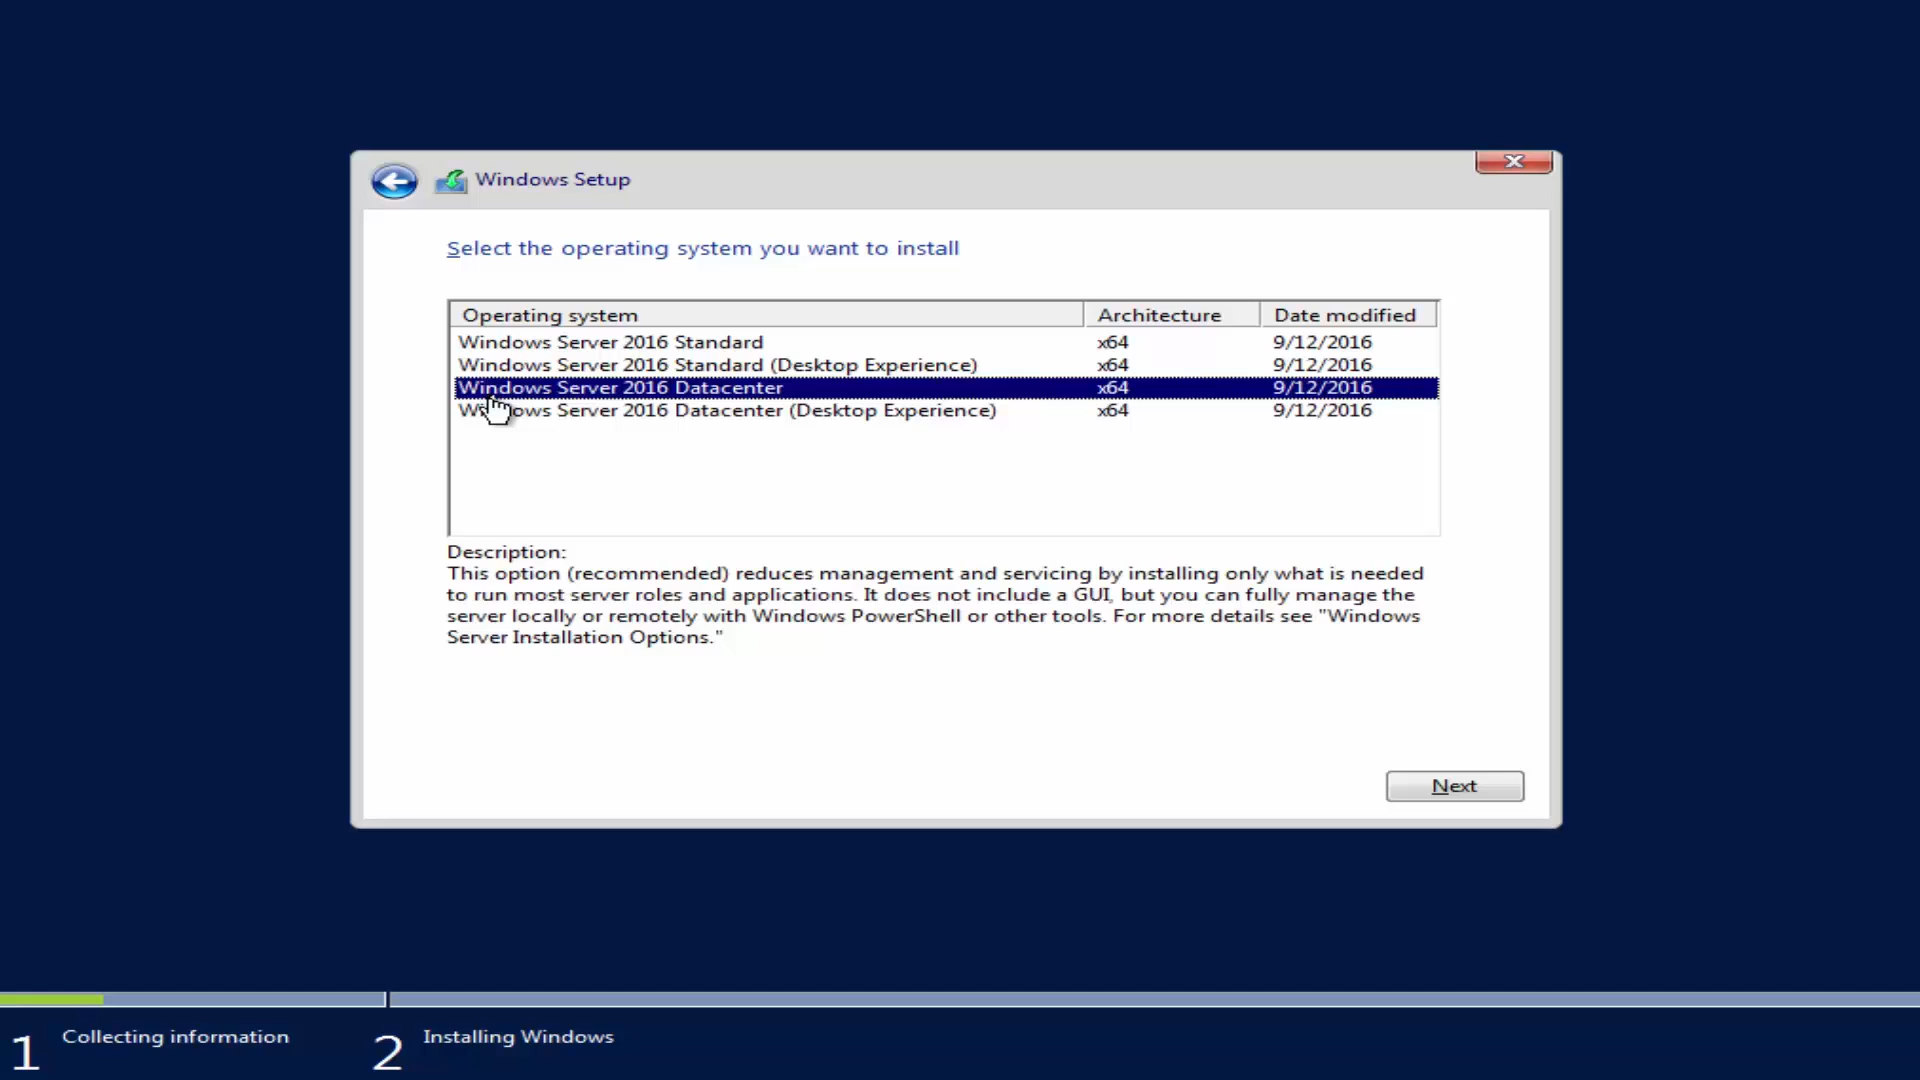 Windows Setup
Select the operating system you want to install
Operating system Architecture Date modified
Windows Server 2016 Standard x64 9/12/2016
Windows Server 2016 Standard (Desktop Experience) x64 9/12/2016
Windows Server 2016 Datacenter x64 9/12/2016
Windows Server 2016 Datacenter (Desktop Experience) x64 9/12/2016
Description:
This option (recommended) reduces management and servicing by installing only what is needed
to run most server roles and applications. It does not include a GUI, but you can fully manage the
server locally or remotely with Windows PowerShell or other tools. For more details see "Windows
Server Installation Options."
Next
1 Collecting information 2 Installing Windows